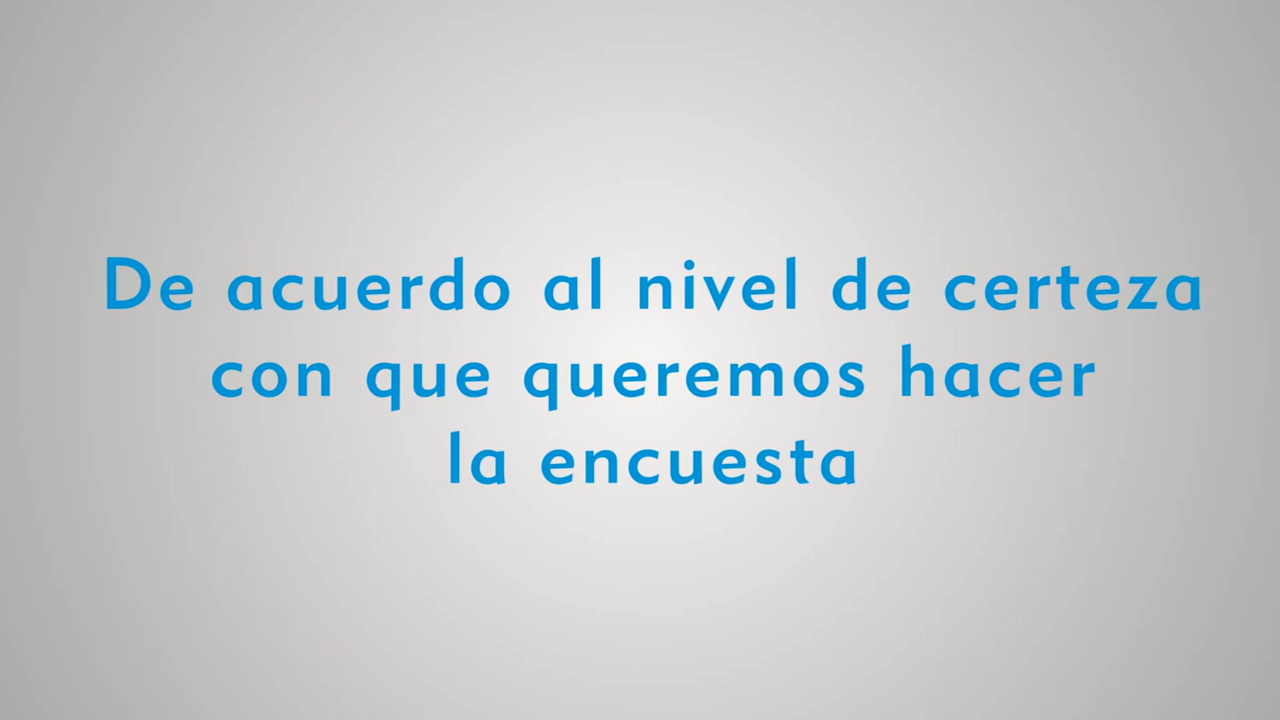 De acuerdo al nivel de certeza
con que queremos hacer
la encuesta